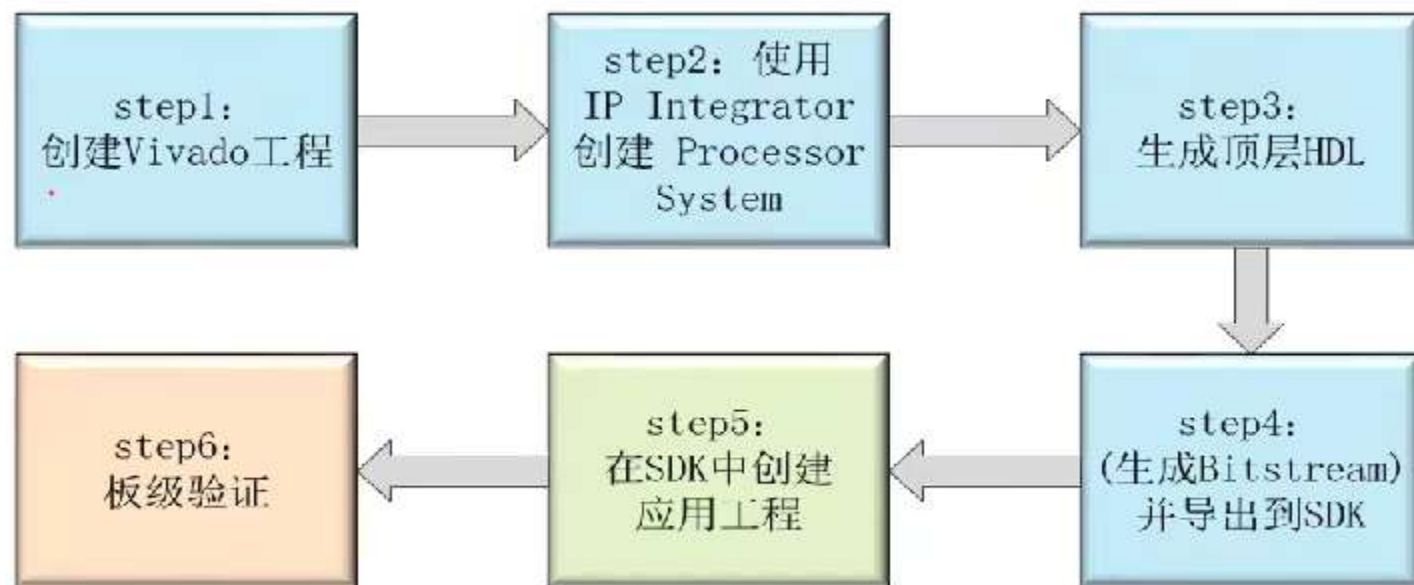 step1:
创建Vivado工程
step2: 使用
IP Integrator
创建 Processor
System
step3:
生成顶层HDL
step4:
(生成Bitstream)
并导出到SDK
step5:
在SDK中创建
应用工程
step6:
板级验证